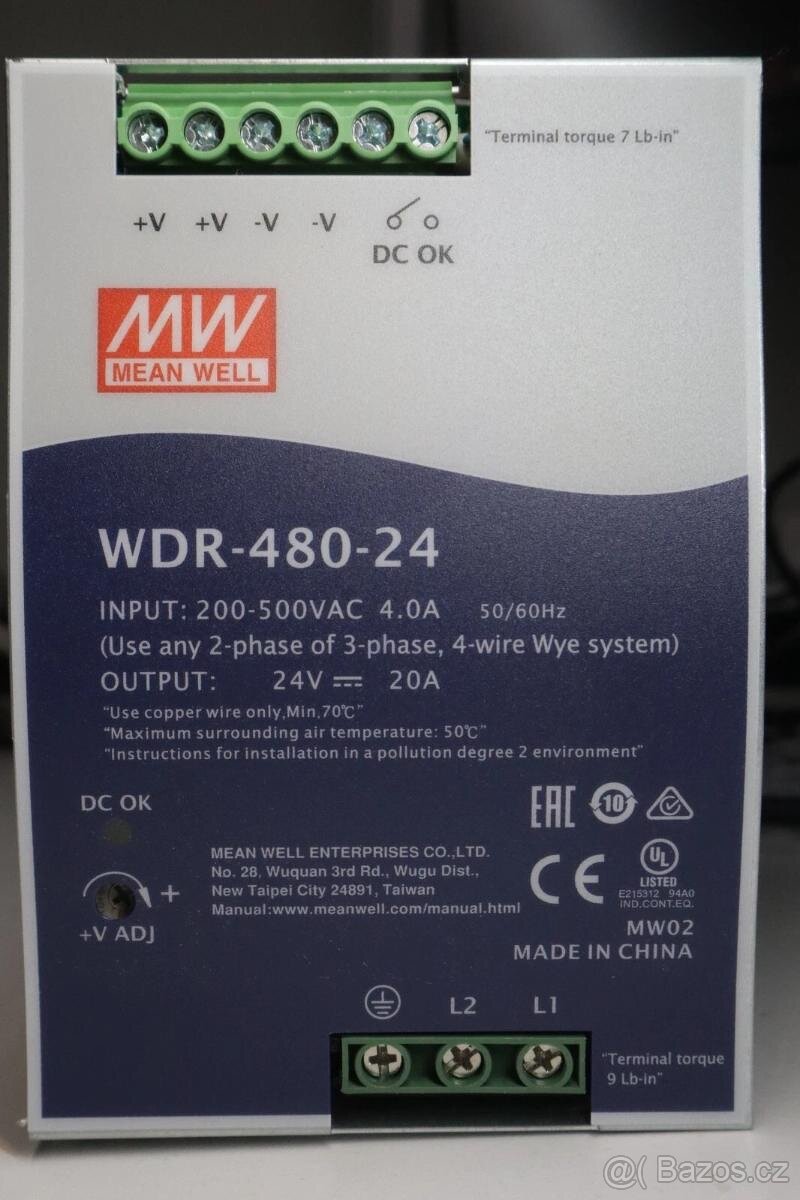 "Terminal torque 7 Lb-in"
+V +V -V -V
DC OK
MW
MEAN WELL
WDR-480-24
INPUT: 200-500VAC 4.0A 50/60Hz
(Use any 2-phase of 3-phase, 4-wire Wye system)
OUTPUT: 24V⎓ 20A
"Use copper wire only,Min,70℃"
"Maximum surrounding air temperature: 50℃"
"Instructions for installation in a pollution degree 2 environment"
DC OK
+
+V ADJ
MEAN WELL ENTERPRISES CO.,LTD.
No. 28, Wuquan 3rd Rd., Wugu Dist.,
New Taipei City 24891, Taiwan
Manual:www.meanwell.com/manual.html
EAC 10
CE
UL
LISTED
E215312 94A0
IND.CONT.EQ.
MW02
MADE IN CHINA
L2 L1
"Terminal torque
9 Lb-in"
@( Bazos.cz